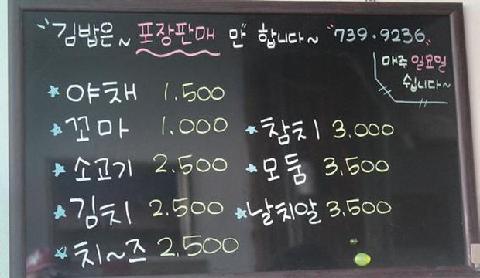 "김밥은~ 포장판매 만 합니다~ "739.9236."
매주 일요일
쉽니다~
야채 1.500
꼬마 1.000
소고기 2.500
김치 2.500
치~즈 2.500
참치 3,000
모둠 3,500
날치알 3,500